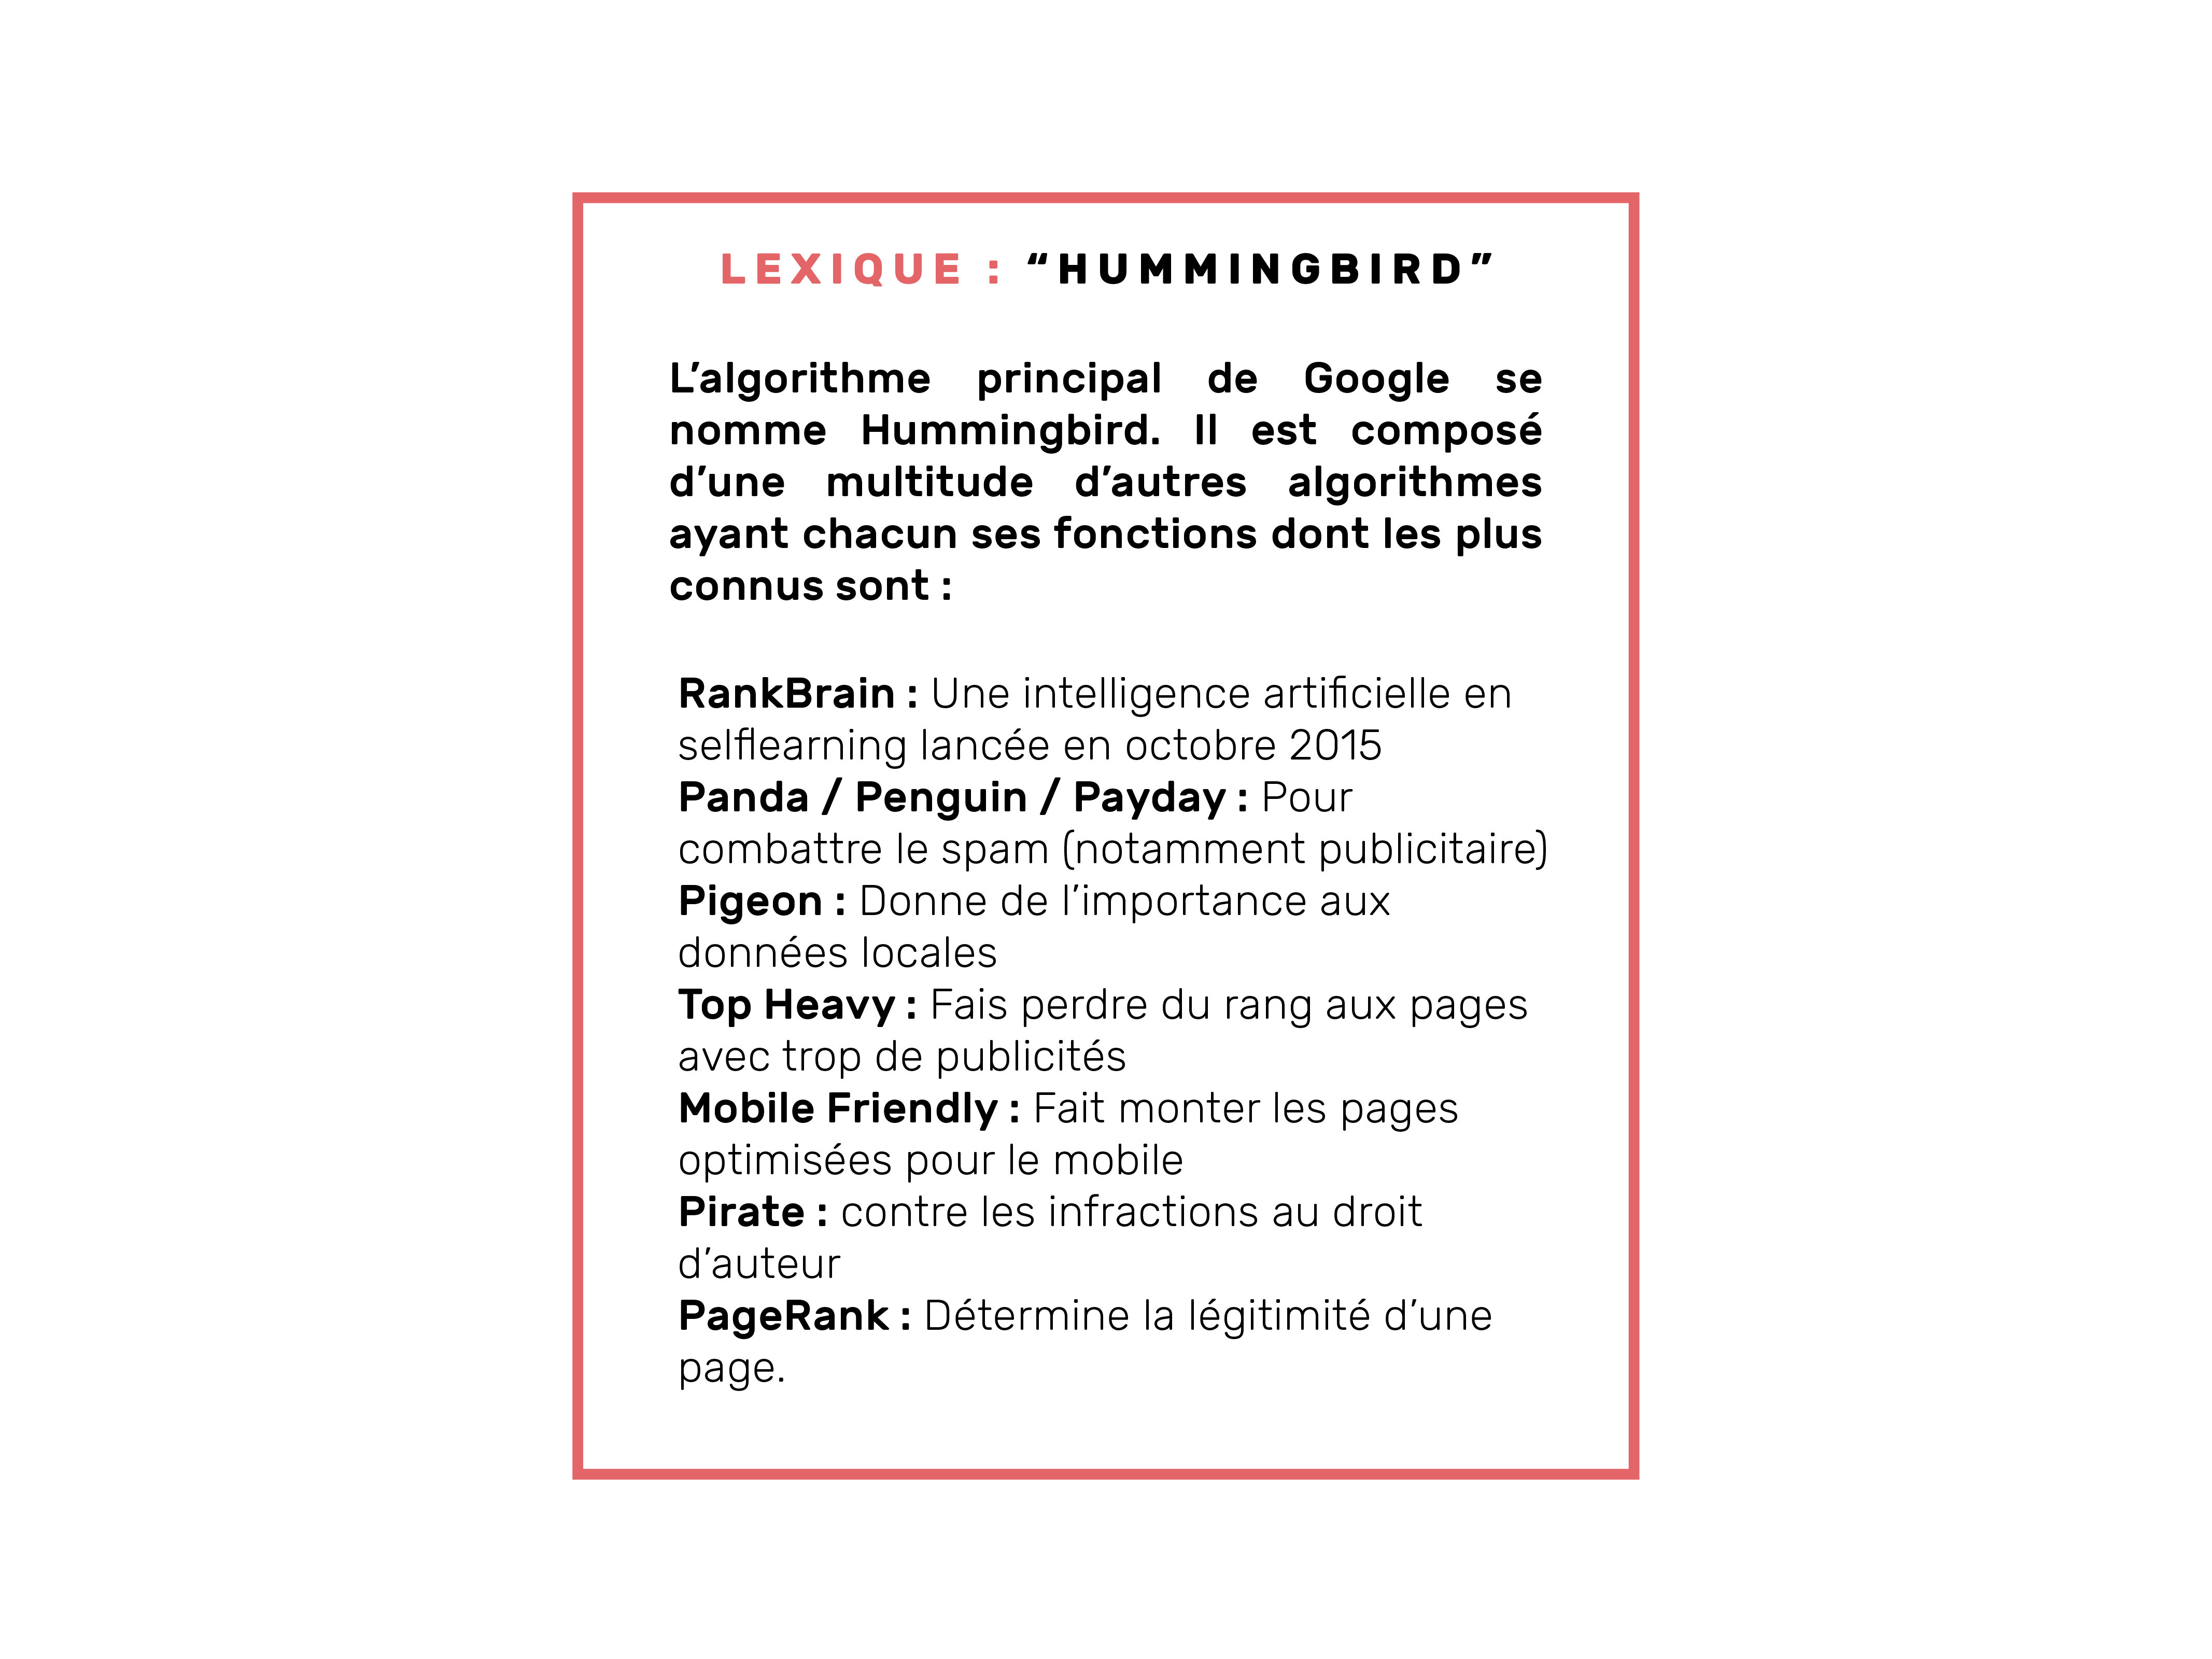 LEXIQUE : “HUMMINGBIRD”
L’algorithme principal de Google se
nomme Hummingbird. Il est composé
d’une multitude d’autres algorithmes
ayant chacun ses fonctions dont les plus
connus sont :
RankBrain : Une intelligence artificielle en
selflearning lancée en octobre 2015
Panda / Penguin / Payday : Pour
combattre le spam (notamment publicitaire)
Pigeon : Donne de l’importance aux
données locales
Top Heavy : Fais perdre du rang aux pages
avec trop de publicités
Mobile Friendly : Fait monter les pages
optimisées pour le mobile
Pirate : contre les infractions au droit
d’auteur
PageRank : Détermine la légitimité d’une
page.